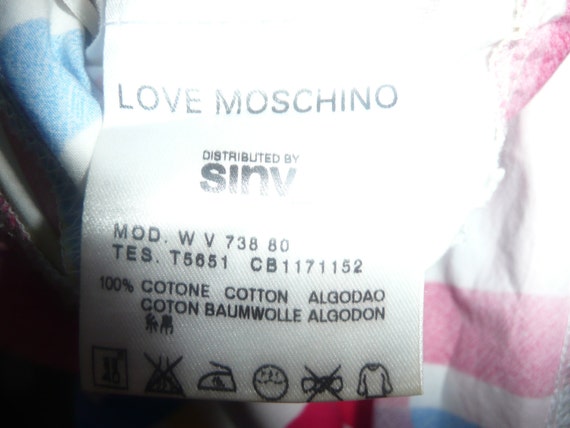 LOVE MOSCHINO
DISTRIBUTED BY
sinv
MOD. W V 738 80
TES. T5651 CB1171152
100% COTONE COTTON ALGODAO
COTON BAUMWOLLE ALGODON